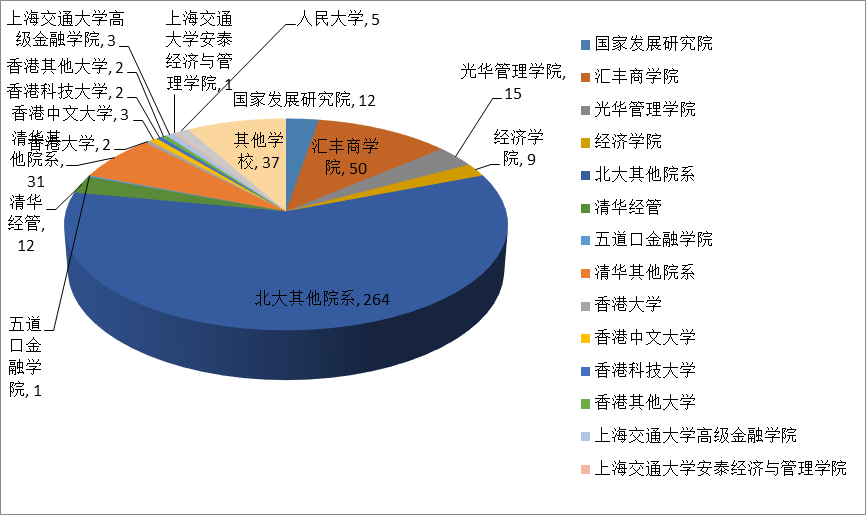 上海交通大学高
级金融学院, 3
香港其他大学, 2
香港科技大学, 2
香港中文大学, 3
香港大学, 2
清华其
他院系,
31
清华
经管,
12
五道
口金
融学
院, 1
上海交通
大学安泰
经济与管
理学院, 1
人民大学, 5
国家发展研究院, 12
其他学
校, 37
汇丰商学
院, 50
光华管理学院,
15
经济学
院, 9
北大其他院系, 264
国家发展研究院
汇丰商学院
光华管理学院
经济学院
北大其他院系
清华经管
五道口金融学院
清华其他院系
香港大学
香港中文大学
香港科技大学
香港其他大学
上海交通大学高级金融学院
上海交通大学安泰经济与管理学院